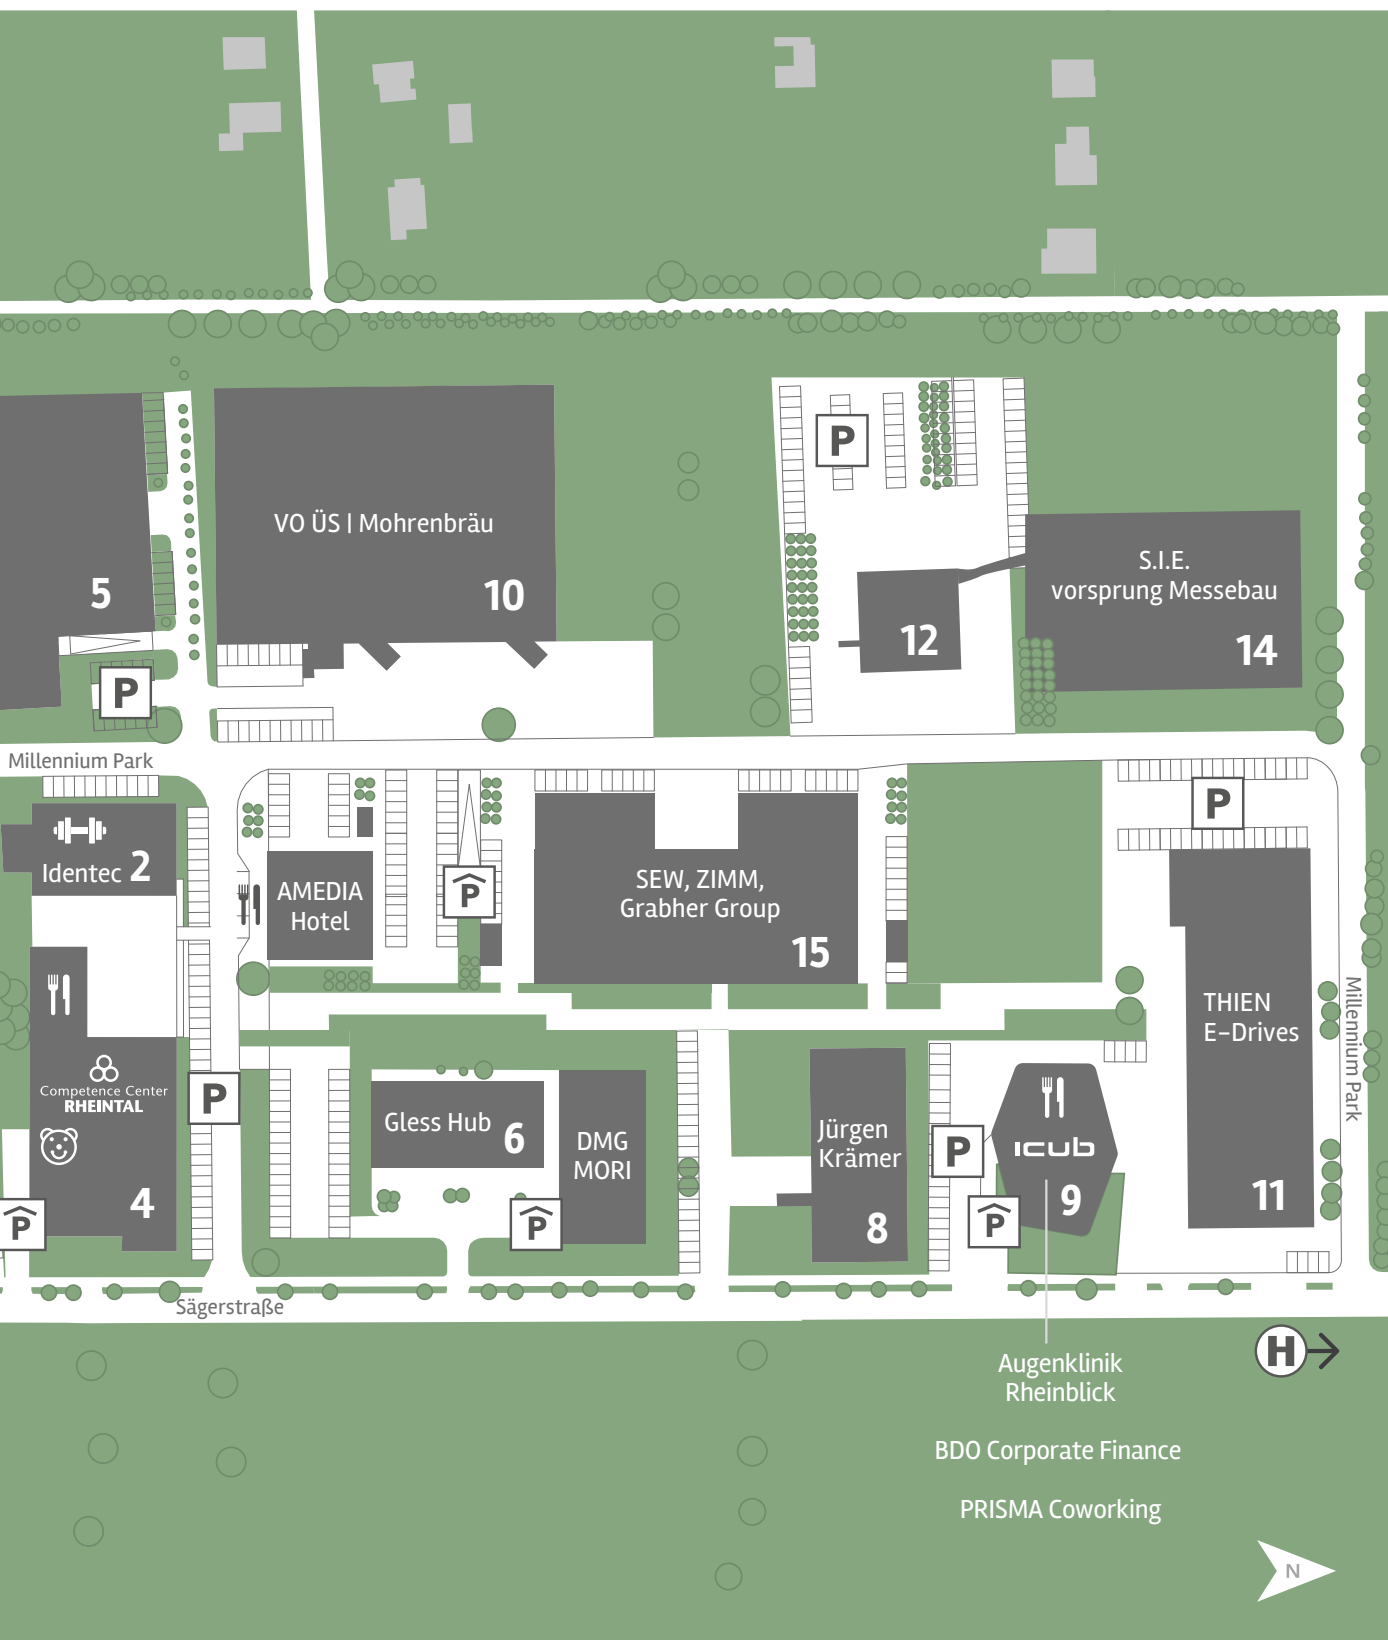 P
VO ÜS | Mohrenbräu
S.I.E.
vorsprung Messebau
5
10
12
14
P
Millennium Park
P
Identec 2
AMEDIA
Hotel
P
SEW, ZIMM,
Grabher Group
15
THIEN
E-Drives
Millennium Park
Competence Center
RHEINTAL
P
Gless Hub 6
DMG
MORI
Jürgen
Krämer
P
ıcub
4
P
P
8
P
9
11
Sägerstraße
H
Augenklinik
Rheinblick
BDO Corporate Finance
PRISMA Coworking
N